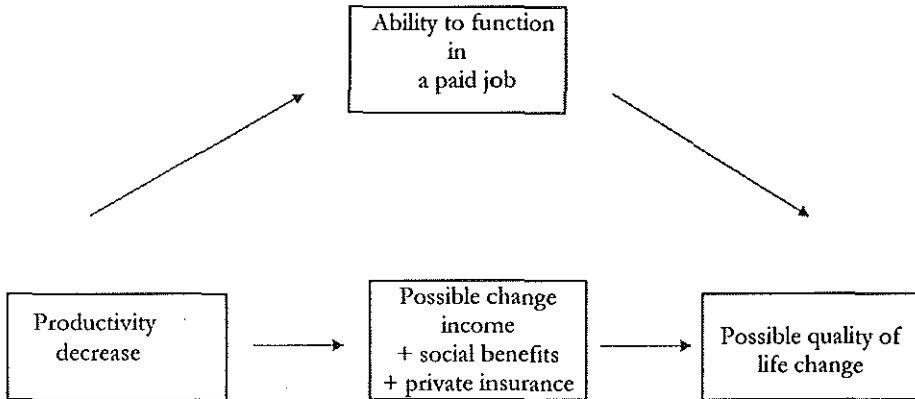 Ability to function
in
a paid job
Productivity
decrease
Possible change
income
+ social benefits
+ private insurance
Possible quality of
life change